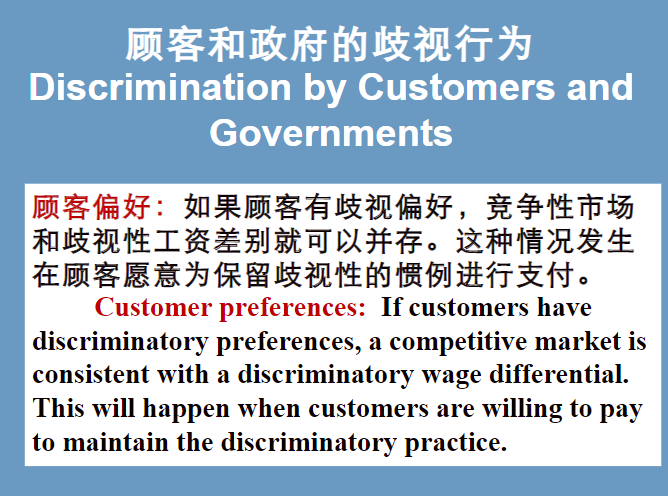 顾客和政府的歧视行为
Discrimination by Customers and
Governments
顾客偏好：如果顾客有歧视偏好，竞争性市场
和歧视性工资差别就可以并存。这种情况发生
在顾客愿意为保留歧视性的惯例进行支付。
Customer preferences: If customers have
discriminatory preferences, a competitive market is
consistent with a discriminatory wage differential.
This will happen when customers are willing to pay
to maintain the discriminatory practice.